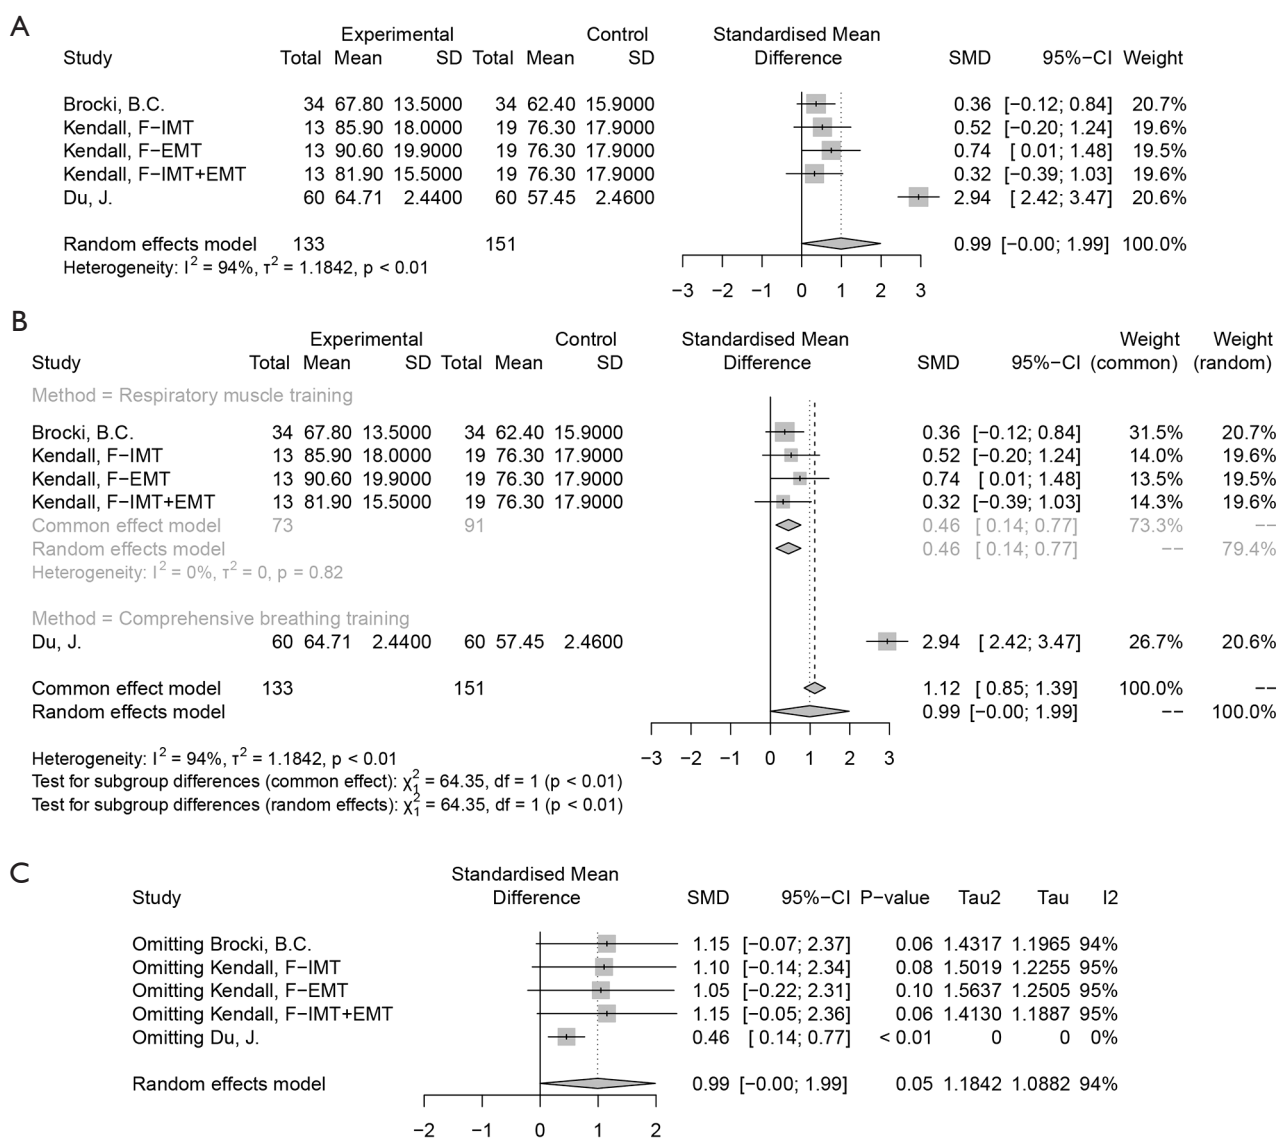 A
Experimental Control Standardised Mean
Study Total Mean SD Total Mean SD Difference SMD 95%−CI Weight
Brocki, B.C. 34 67.80 13.5000 34 62.40 15.9000 0.36 [−0.12; 0.84] 20.7%
Kendall, F−IMT 13 85.90 18.0000 19 76.30 17.9000 0.52 [−0.20; 1.24] 19.6%
Kendall, F−EMT 13 90.60 19.9000 19 76.30 17.9000 0.74 [ 0.01; 1.48] 19.5%
Kendall, F−IMT+EMT 13 81.90 15.5000 19 76.30 17.9000 0.32 [−0.39; 1.03] 19.6%
Du, J. 60 64.71 2.4400 60 57.45 2.4600 2.94 [ 2.42; 3.47] 20.6%
Random effects model 133 151 0.99 [−0.00; 1.99] 100.0%
Heterogeneity: I² = 94%, τ² = 1.1842, p < 0.01
−3 −2 −1 0 1 2 3
B
Experimental Control Standardised Mean Weight Weight
Study Total Mean SD Total Mean SD Difference SMD 95%−CI (common) (random)
Method = Respiratory muscle training
Brocki, B.C. 34 67.80 13.5000 34 62.40 15.9000 0.36 [−0.12; 0.84] 31.5% 20.7%
Kendall, F−IMT 13 85.90 18.0000 19 76.30 17.9000 0.52 [−0.20; 1.24] 14.0% 19.6%
Kendall, F−EMT 13 90.60 19.9000 19 76.30 17.9000 0.74 [ 0.01; 1.48] 13.5% 19.5%
Kendall, F−IMT+EMT 13 81.90 15.5000 19 76.30 17.9000 0.32 [−0.39; 1.03] 14.3% 19.6%
Common effect model 73 91 0.46 [ 0.14; 0.77] 73.3% −−
Random effects model 0.46 [ 0.14; 0.77] −− 79.4%
Heterogeneity: I² = 0%, τ² = 0, p = 0.82
Method = Comprehensive breathing training
Du, J. 60 64.71 2.4400 60 57.45 2.4600 2.94 [ 2.42; 3.47] 26.7% 20.6%
Common effect model 133 151 1.12 [ 0.85; 1.39] 100.0% −−
Random effects model 0.99 [−0.00; 1.99] −− 100.0%
−3 −2 −1 0 1 2 3
Heterogeneity: I² = 94%, τ² = 1.1842, p < 0.01
Test for subgroup differences (common effect): χ²₁ = 64.35, df = 1 (p < 0.01)
Test for subgroup differences (random effects): χ²₁ = 64.35, df = 1 (p < 0.01)
C
Standardised Mean
Study Difference SMD 95%−CI P−value Tau2 Tau I2
Omitting Brocki, B.C. 1.15 [−0.07; 2.37] 0.06 1.4317 1.1965 94%
Omitting Kendall, F−IMT 1.10 [−0.14; 2.34] 0.08 1.5019 1.2255 95%
Omitting Kendall, F−EMT 1.05 [−0.22; 2.31] 0.10 1.5637 1.2505 95%
Omitting Kendall, F−IMT+EMT 1.15 [−0.05; 2.36] 0.06 1.4130 1.1887 95%
Omitting Du, J. 0.46 [ 0.14; 0.77] < 0.01 0 0 0%
Random effects model 0.99 [−0.00; 1.99] 0.05 1.1842 1.0882 94%
−2 −1 0 1 2